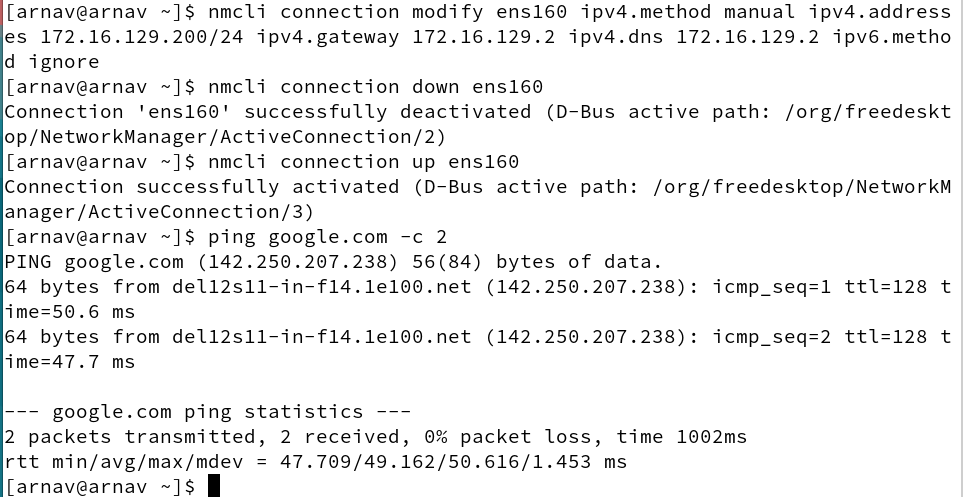 [arnav@arnav ~]$ nmcli connection modify ens160 ipv4.method manual ipv4.address
es 172.16.129.200/24 ipv4.gateway 172.16.129.2 ipv4.dns 172.16.129.2 ipv6.metho
d ignore
[arnav@arnav ~]$ nmcli connection down ens160
Connection 'ens160' successfully deactivated (D-Bus active path: /org/freedeskt
op/NetworkManager/ActiveConnection/2)
[arnav@arnav ~]$ nmcli connection up ens160
Connection successfully activated (D-Bus active path: /org/freedesktop/NetworkM
anager/ActiveConnection/3)
[arnav@arnav ~]$ ping google.com -c 2
PING google.com (142.250.207.238) 56(84) bytes of data.
64 bytes from del12s11-in-f14.1e100.net (142.250.207.238): icmp_seq=1 ttl=128 t
ime=50.6 ms
64 bytes from del12s11-in-f14.1e100.net (142.250.207.238): icmp_seq=2 ttl=128 t
ime=47.7 ms

--- google.com ping statistics ---
2 packets transmitted, 2 received, 0% packet loss, time 1002ms
rtt min/avg/max/mdev = 47.709/49.162/50.616/1.453 ms
[arnav@arnav ~]$